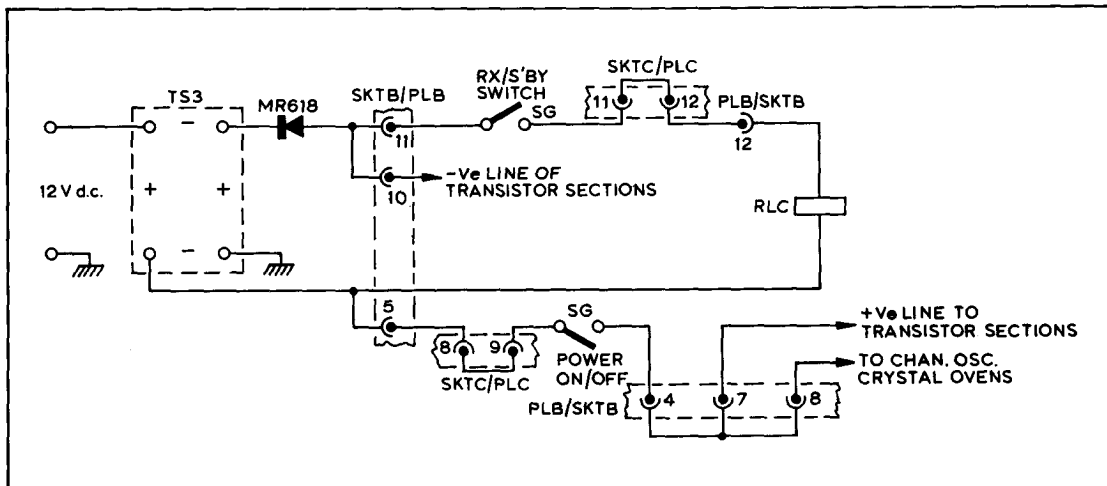 TS3
MR618
SKTB/PLB
RX/S'BY
SWITCH
SG
SKTC/PLC
11
12
PLB/SKTB
12
11
10
-Ve LINE OF
TRANSISTOR SECTIONS
12 V d.c.
-
+
+
-
RLC
5
8
9
SKTC/PLC
SG
POWER
ON/OFF
+Ve LINE TO
TRANSISTOR SECTIONS
TO CHAN. OSC.
CRYSTAL OVENS
PLB/SKTB
4
7
8